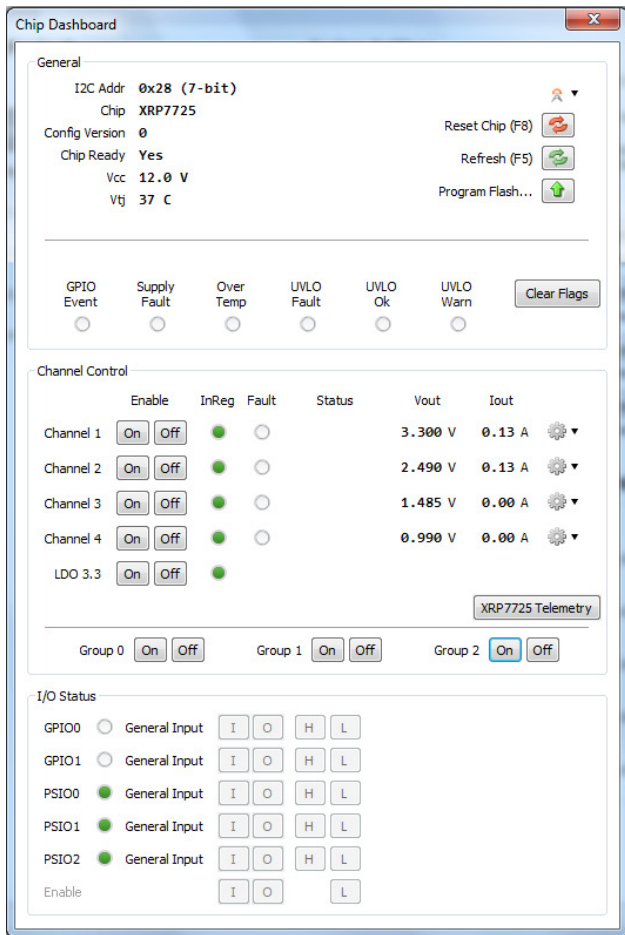 Chip Dashboard
General
I2C Addr 0x28 (7-bit)
Chip XRP7725
Config Version 0
Chip Ready Yes
Vcc 12.0 V
Vtj 37 C
Reset Chip (F8)
Refresh (F5)
Program Flash...
GPIO Event Supply Fault Over Temp UVLO Fault UVLO Ok UVLO Warn Clear Flags
Channel Control
Enable InReg Fault Status Vout Iout
Channel 1 On Off 3.300 V 0.13 A
Channel 2 On Off 2.490 V 0.13 A
Channel 3 On Off 1.485 V 0.00 A
Channel 4 On Off 0.990 V 0.00 A
LDO 3.3 On Off
XRP7725 Telemetry
Group 0 On Off Group 1 On Off Group 2 On Off
I/O Status
GPIO0 General Input I O H L
GPIO1 General Input I O H L
PSIO0 General Input I O H L
PSIO1 General Input I O H L
PSIO2 General Input I O H L
Enable I O L